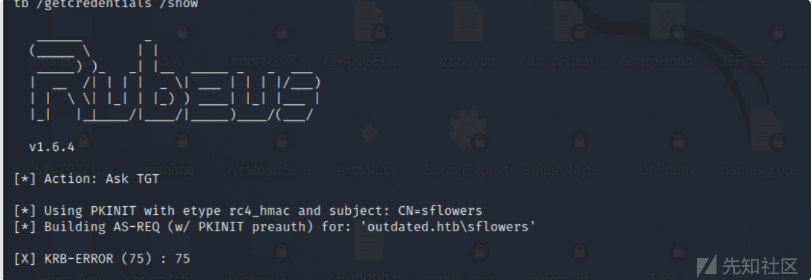 tb /getcredentials /show
Rubeus
v1.6.4
[*] Action: Ask TGT
[*] Using PKINIT with etype rc4_hmac and subject: CN=sflowers
[*] Building AS-REQ (w/ PKINIT preauth) for: 'outdated.htb\sflowers'
[X] KRB-ERROR (75) : 75
先知社区